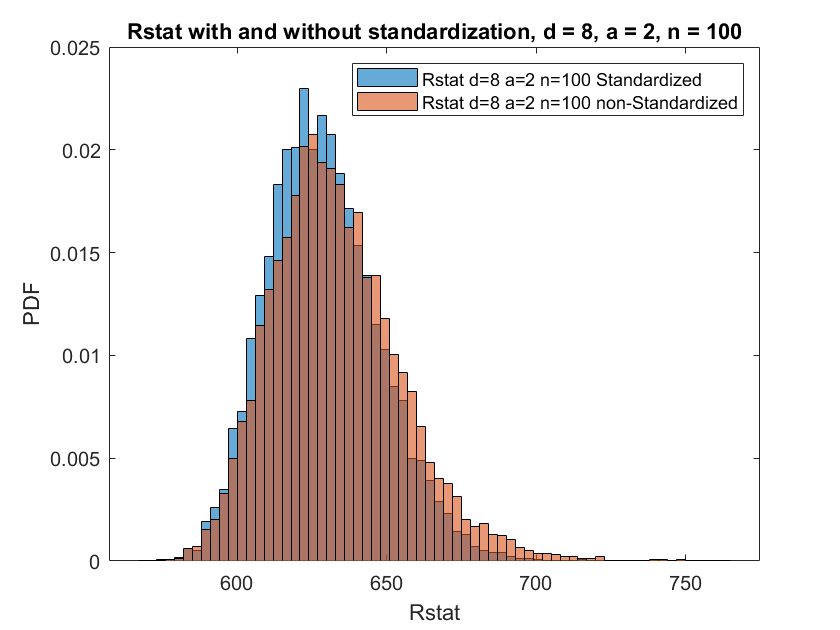 Rstat with and without standardization, d = 8, a = 2, n = 100
0.025
0.02
0.015
0.01
0.005
0
PDF
Rstat d=8 a=2 n=100 Standardized
Rstat d=8 a=2 n=100 non-Standardized
600
650
700
750
Rstat